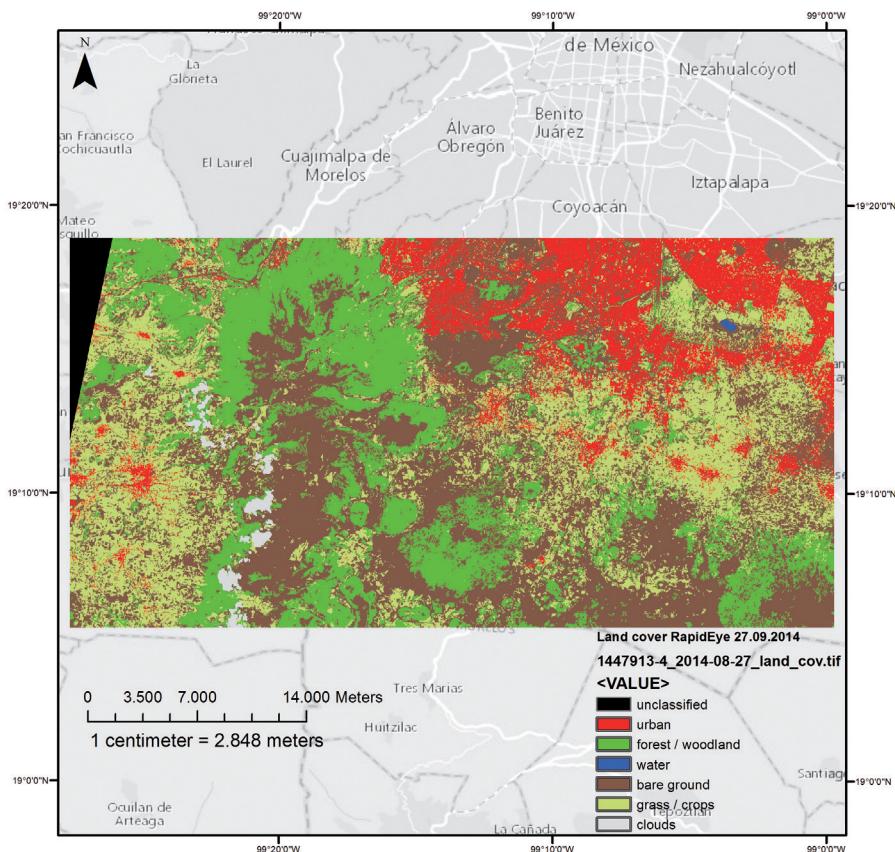 99°20'0"W
99°10'0"W
99°0'0"W
N
de México
La
Glorieta
Nezahualcóyotl
Benito
Juárez
Álvaro
Obregón
an Francisco
ochicuautla
El Laurel
Cuajimalpa de
Morelos
Iztapalapa
19°20'0"N
19°20'0"N
Coyoacán
Mateo
squillo
19°10'0"N
19°10'0"N
Land cover RapidEye 27.09.2014
1447913-4_2014-08-27_land_cov.tif
<VALUE>
unclassified
urban
forest / woodland
water
bare ground
grass / crops
clouds
0 3.500 7.000 14.000 Meters
1 centimeter = 2.848 meters
Tres Marias
Huitzilac
19°0'0"N
19°0'0"N
Santiago
Ocuilan de
Arteaga
Tepoztlán
La Cañada
99°20'0"W
99°10'0"W
99°0'0"W